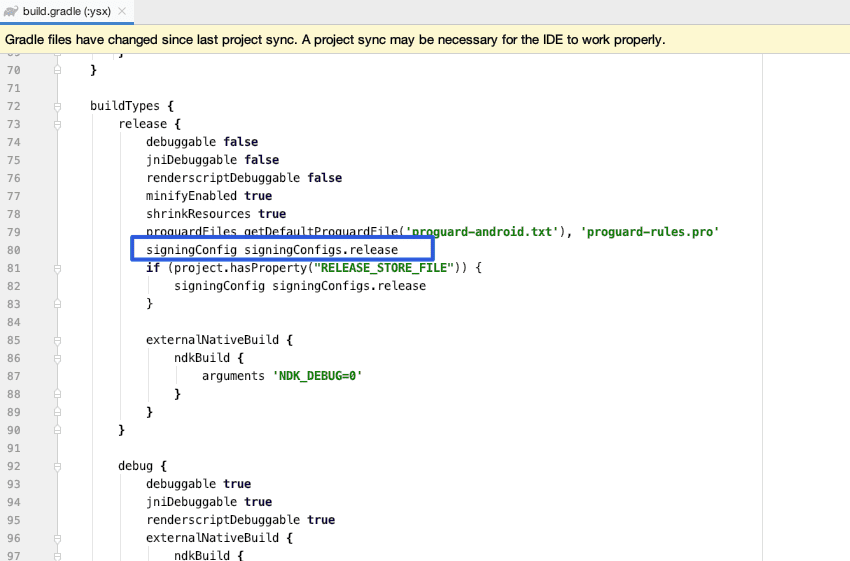 build.gradle (:ysx)
Gradle files have changed since last project sync. A project sync may be necessary for the IDE to work properly.
70 }
71
72 buildTypes {
73 release {
74 debuggable false
75 jniDebuggable false
76 renderscriptDebuggable false
77 minifyEnabled true
78 shrinkResources true
79 proguardFiles getDefaultProguardFile('proguard-android.txt'), 'proguard-rules.pro'
80 signingConfig signingConfigs.release
81 if (project.hasProperty("RELEASE_STORE_FILE")) {
82 signingConfig signingConfigs.release
83 }
84
85 externalNativeBuild {
86 ndkBuild {
87 arguments 'NDK_DEBUG=0'
88 }
89 }
90 }
91
92 debug {
93 debuggable true
94 jniDebuggable true
95 renderscriptDebuggable true
96 externalNativeBuild {
97 ndkBuild {